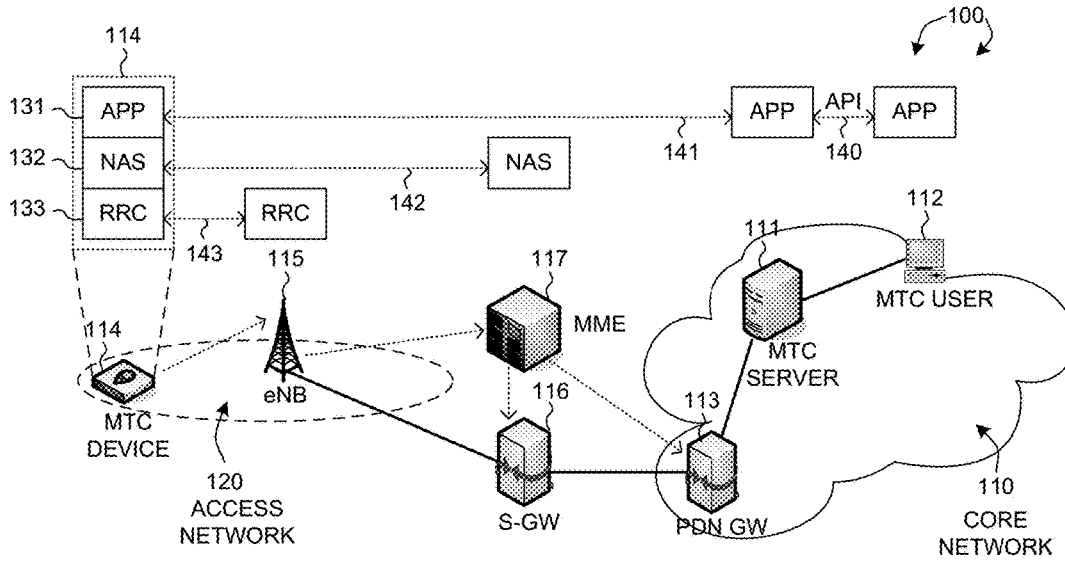 100
114
131
APP
APP
API
APP
141
140
132
NAS
NAS
142
133
RRC
RRC
143
115
117
111
112
MTC USER
MME
MTC
SERVER
114
eNB
116
113
MTC
DEVICE
120
ACCESS
NETWORK
S-GW
PDN GW
110
CORE
NETWORK